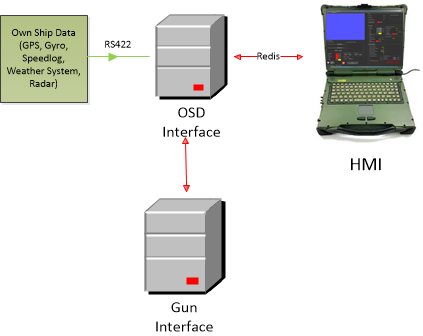 Own Ship Data
(GPS, Gyro,
Speedlog,
Weather System,
Radar)
RS422
OSD
Interface
Redis
HMI
Gun
Interface